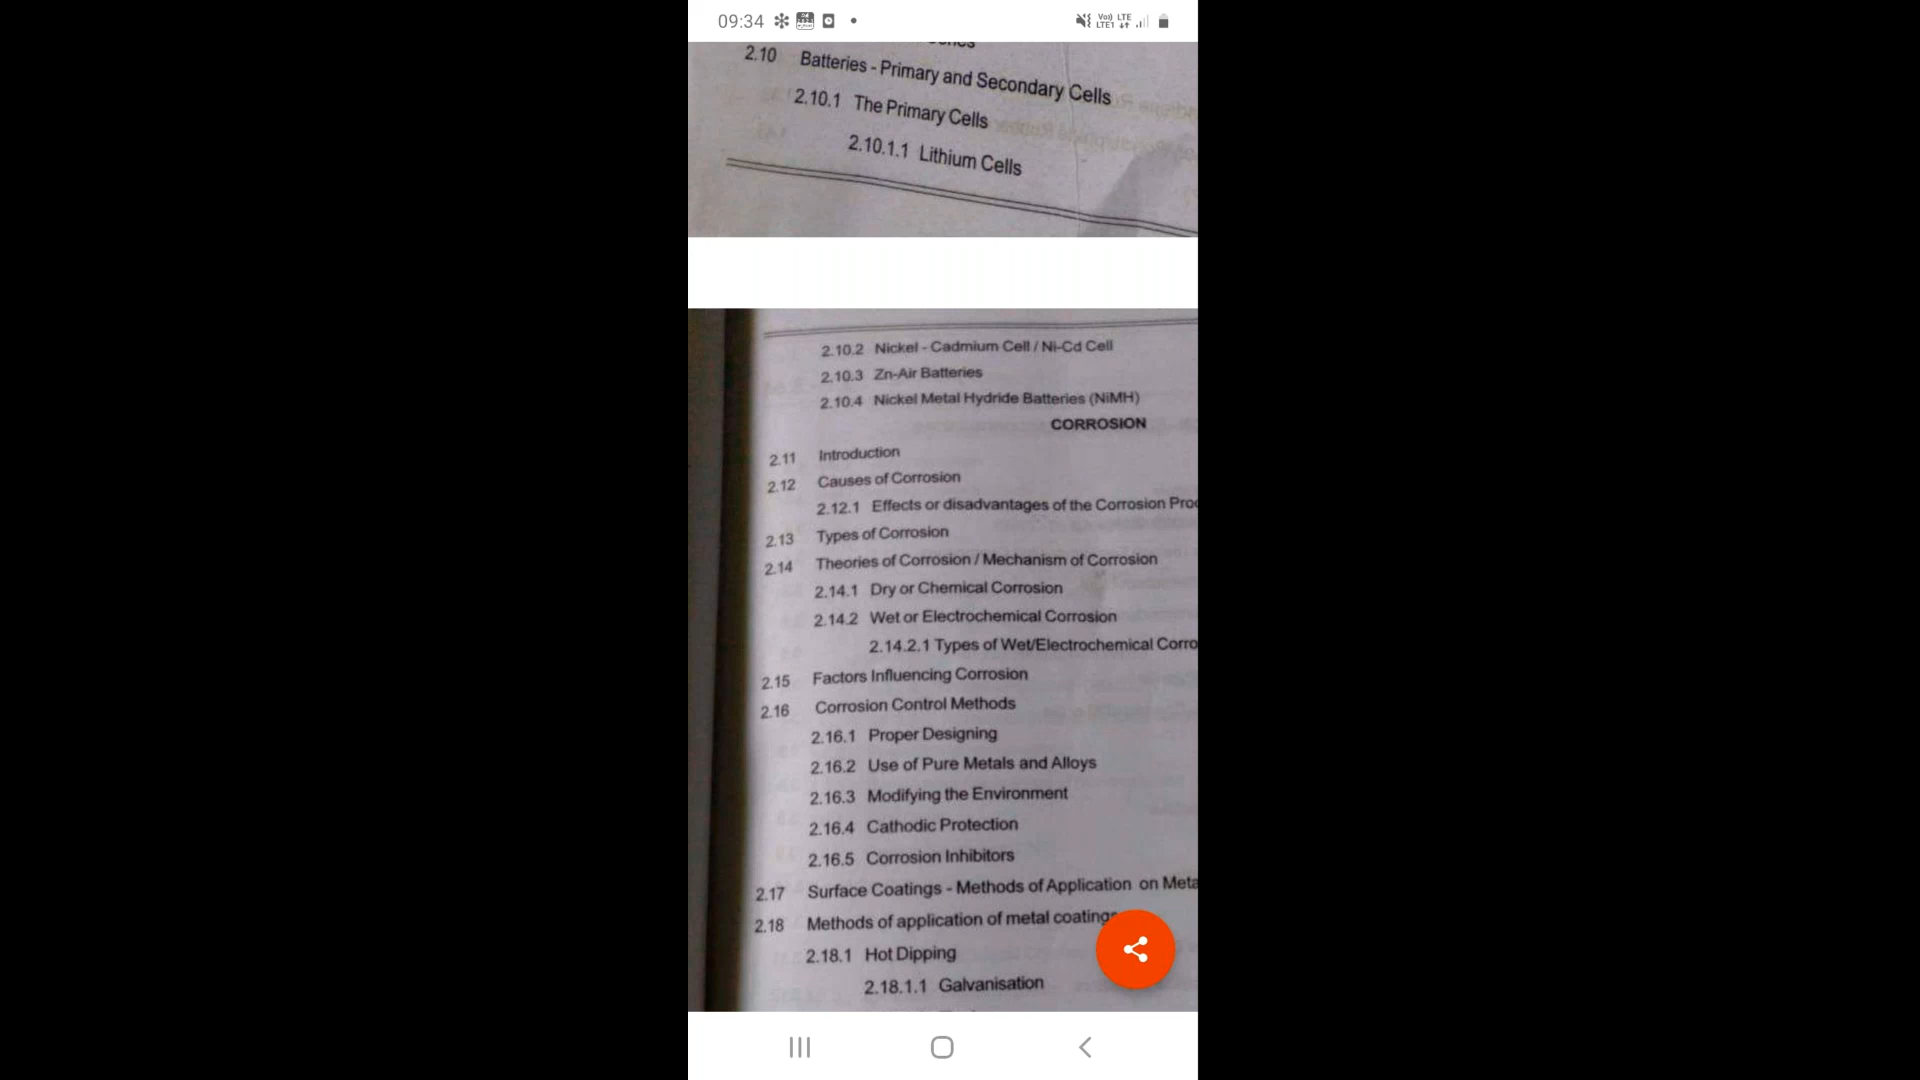 09:34
Vo)) LTE
LTE1
2.10 Batteries - Primary and Secondary Cells
2.10.1 The Primary Cells
2.10.1.1 Lithium Cells
2.10.2 Nickel - Cadmium Cell / Ni-Cd Cell
2.10.3 Zn-Air Batteries
2.10.4 Nickel Metal Hydride Batteries (NiMH)
CORROSION
2.11 Introduction
2.12 Causes of Corrosion
2.12.1 Effects or disadvantages of the Corrosion Proc
2.13 Types of Corrosion
2.14 Theories of Corrosion / Mechanism of Corrosion
2.14.1 Dry or Chemical Corrosion
2.14.2 Wet or Electrochemical Corrosion
2.14.2.1 Types of Wet/Electrochemical Corro
2.15 Factors Influencing Corrosion
2.16 Corrosion Control Methods
2.16.1 Proper Designing
2.16.2 Use of Pure Metals and Alloys
2.16.3 Modifying the Environment
2.16.4 Cathodic Protection
2.16.5 Corrosion Inhibitors
2.17 Surface Coatings - Methods of Application on Meta
2.18 Methods of application of metal coatings
2.18.1 Hot Dipping
2.18.1.1 Galvanisation